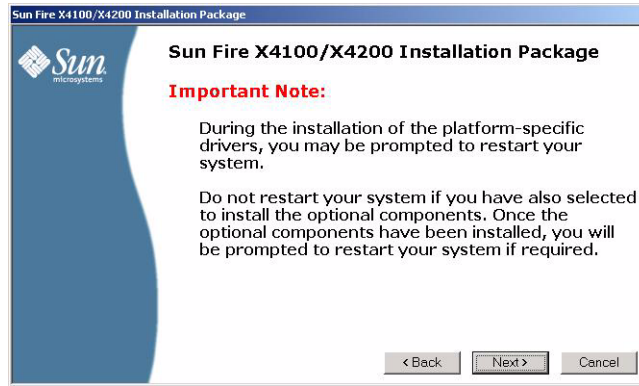 Sun Fire X4100/X4200 Installation Package
Sun
microsystems
Sun Fire X4100/X4200 Installation Package
Important Note:
During the installation of the platform-specific
drivers, you may be prompted to restart your
system.
Do not restart your system if you have also selected
to install the optional components. Once the
optional components have been installed, you will
be prompted to restart your system if required.
< Back Next > Cancel